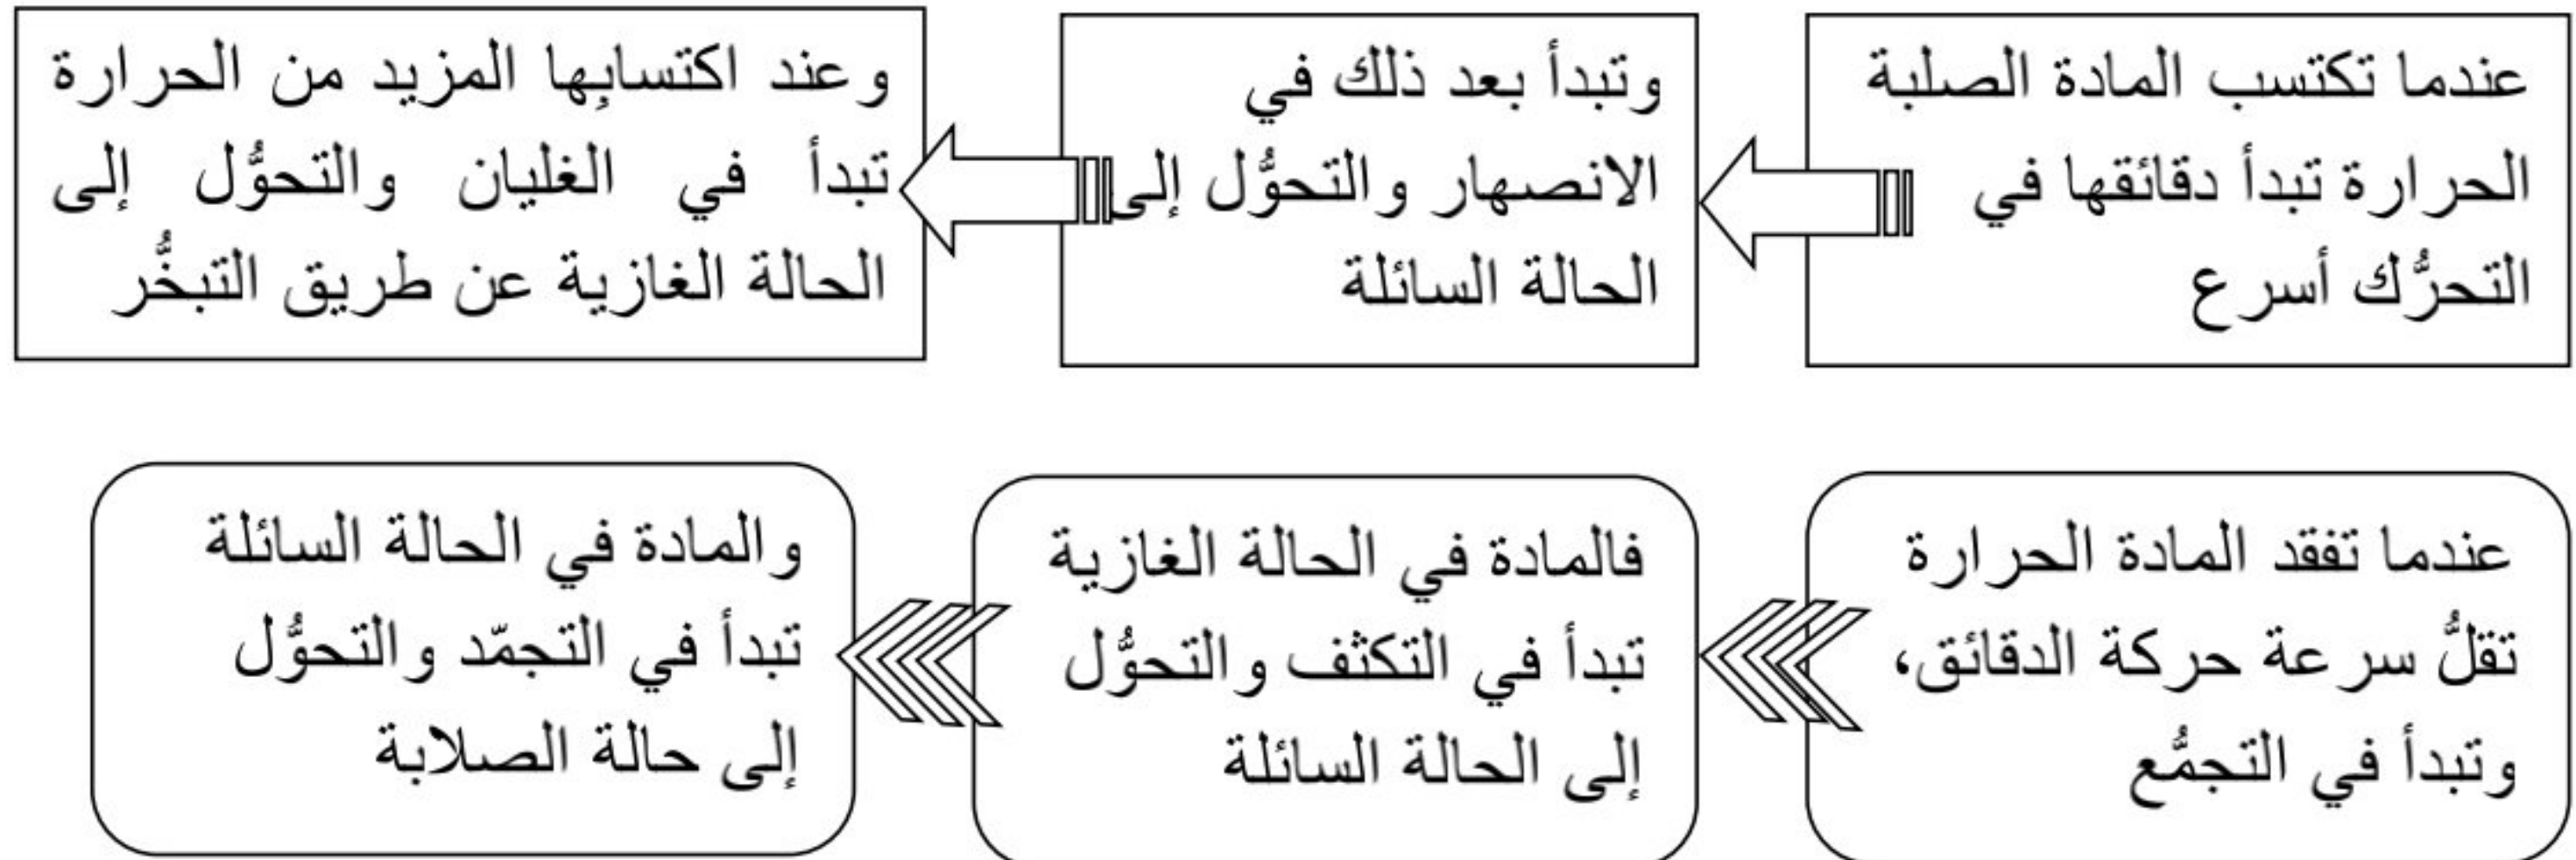 عندما تكتسب المادة الصلبة
الحرارة تبدأ دقائقها في
التحرُّك أسرع
وتبدأ بعد ذلك في
الانصهار والتحوُّل إلى
الحالة السائلة
وعند اكتسابِها المزيد من الحرارة
تبدأ في الغليان والتحوُّل إلى
الحالة الغازية عن طريق التبخُّر
عندما تفقد المادة الحرارة
تقلُّ سرعة حركة الدقائق،
وتبدأ في التجمُّع
فالمادة في الحالة الغازية
تبدأ في التكثف والتحوُّل
إلى الحالة السائلة
والمادة في الحالة السائلة
تبدأ في التجمّد والتحوُّل
إلى حالة الصلابة